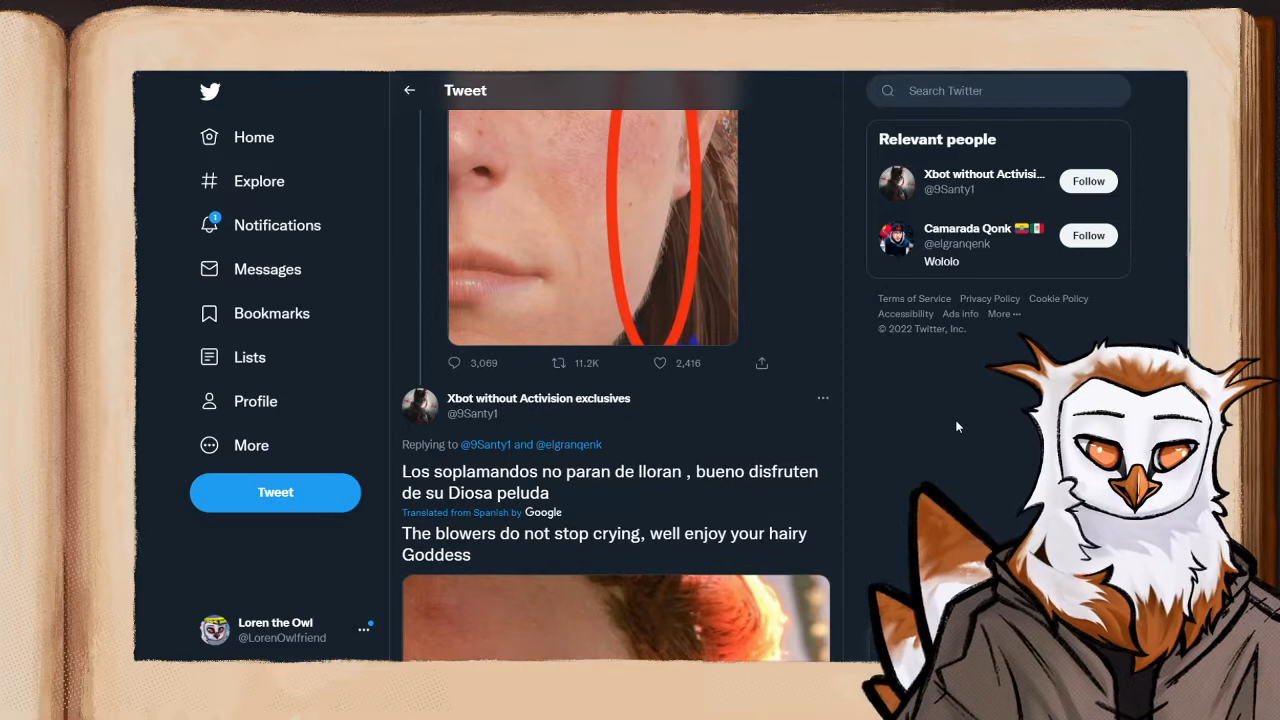 Home
Explore
Notifications
1
Messages
Bookmarks
Lists
Profile
More
Tweet
Loren the Owl
@LorenOwlfriend
Tweet
3,069
11.2K
2,416
Xbot without Activision exclusives
@9Santy1
Replying to @9Santy1 and @elgranqenk
Los soplamandos no paran de lloran , bueno disfruten
de su Diosa peluda
Translated from Spanish by Google
The blowers do not stop crying, well enjoy your hairy
Goddess
Search Twitter
Relevant people
Xbot without Activisi...
@9Santy1
Follow
Camarada Qonk
@elgranqenk
Follow
Wololo
Terms of Service Privacy Policy Cookie Policy
Accessibility Ads info More ···
© 2022 Twitter, Inc.